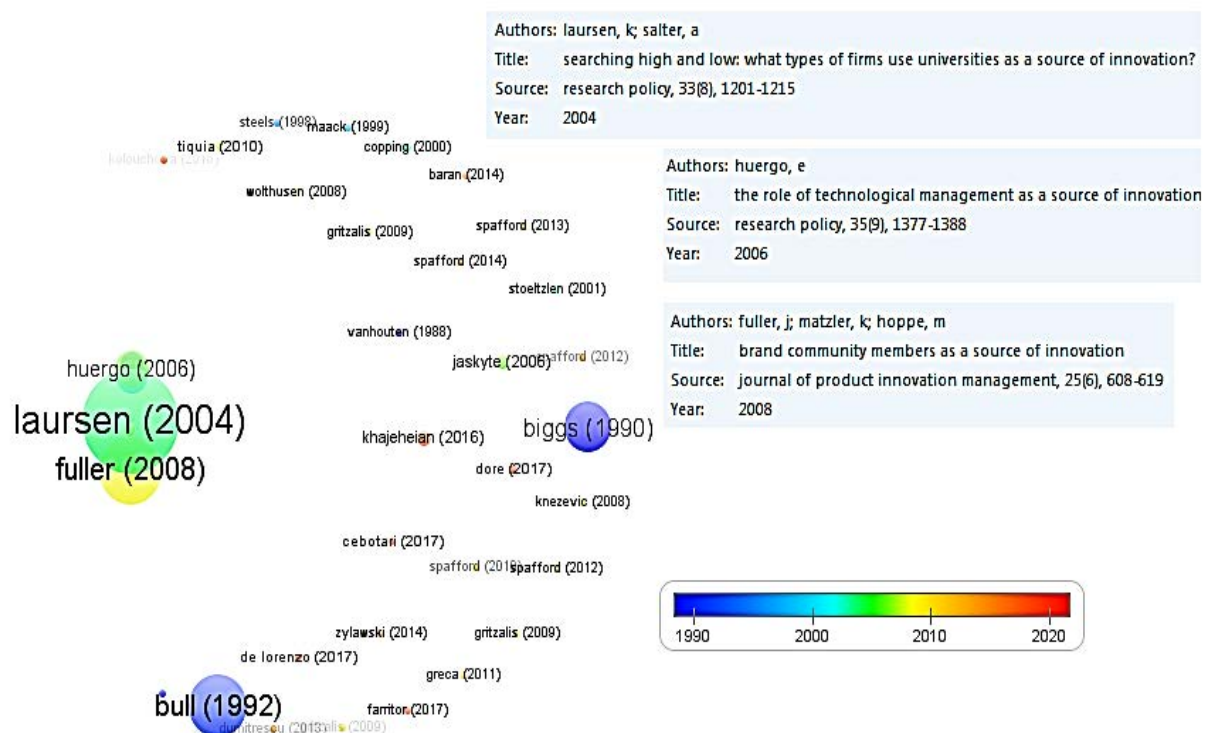 Authors: laursen, k; salter, a
Title: searching high and low: what types of firms use universities as a source of innovation?
Source: research policy, 33(8), 1201-1215
Year: 2004
steels (1998)
maack (1999)
tiquia (2010)
copping (2000)
baran (2014)
wolthusen (2008)
Authors: huergo, e
Title: the role of technological management as a source of innovation
Source: research policy, 35(9), 1377-1388
Year: 2006
spafford (2013)
gritzalis (2009)
spafford (2014)
stoeltzlen (2001)
Authors: fuller, j; matzler, k; hoppe, m
Title: brand community members as a source of innovation
Source: journal of product innovation management, 25(6), 608-619
Year: 2008
vanhouten (1988)
jaskyte (2006)
spafford (2012)
huergo (2006)
laursen (2004)
biggs (1990)
khajeheian (2016)
fuller (2008)
dore (2017)
knezevic (2008)
cebotari (2017)
spafford
spafford (2012)
1990 2000 2010 2020
zylawski (2014)
gritzalis (2009)
de lorenzo (2017)
greca (2011)
bull (1992)
farritor (2017)
dumitrescu (2013)
(2009)